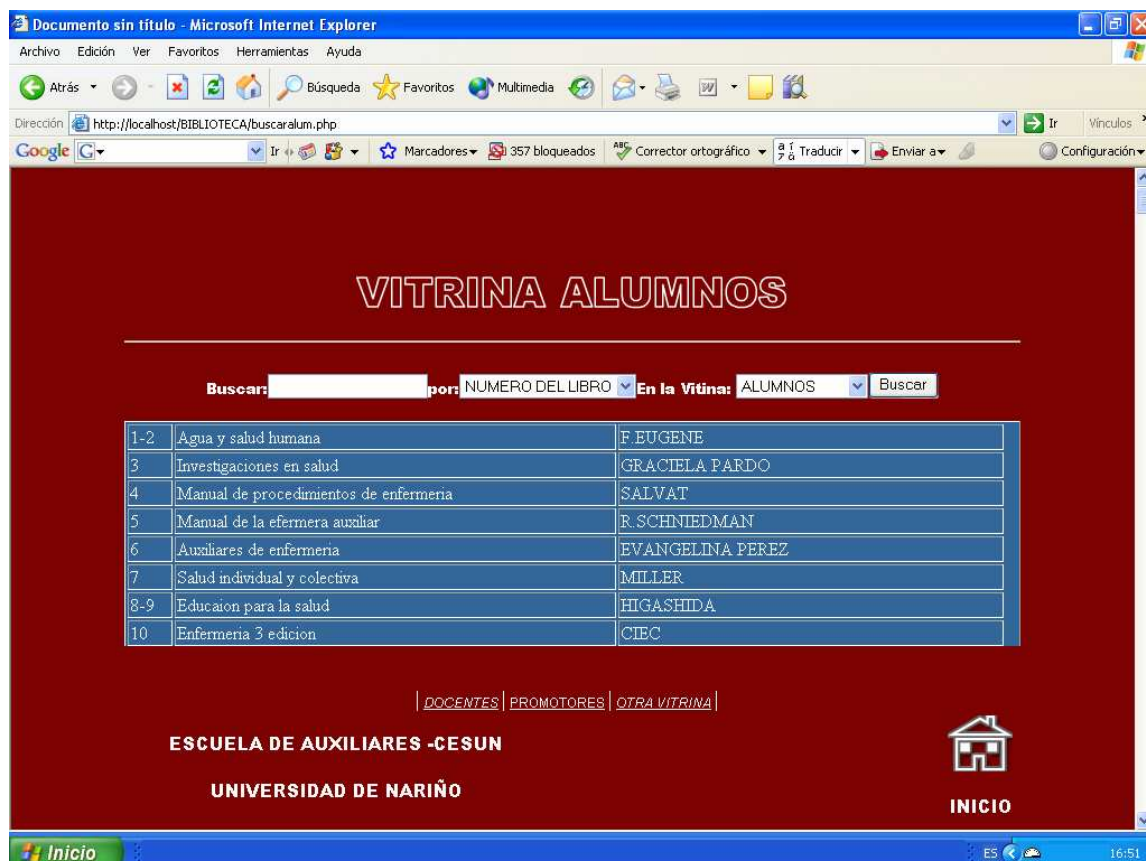 Documento sin título - Microsoft Internet Explorer
Archivo Edición Ver Favoritos Herramientas Ayuda
Atrás Búsqueda Favoritos Multimedia
Dirección http://localhost/BIBLIOTECA/buscaralum.php Ir Vínculos »
Google G Ir Marcadores 357 bloqueados ABC Corrector ortográfico Traducir Enviar a Configuración
VITRINA ALUMNOS
Buscar: por: NUMERO DEL LIBRO En la Vitina: ALUMNOS Buscar
1-2 Agua y salud humana F.EUGENE
3 Investigaciones en salud GRACIELA PARDO
4 Manual de procedimientos de enfermeria SALVAT
5 Manual de la efermera auxiliar R.SCHNIEDMAN
6 Auxiliares de enfermeria EVANGELINA PEREZ
7 Salud individual y colectiva MILLER
8-9 Educaion para la salud HIGASHIDA
10 Enfermeria 3 edicion CIEC
| DOCENTES | PROMOTORES | OTRA VITRINA |
ESCUELA DE AUXILIARES -CESUN
UNIVERSIDAD DE NARIÑO
INICIO
Inicio ES 16:51